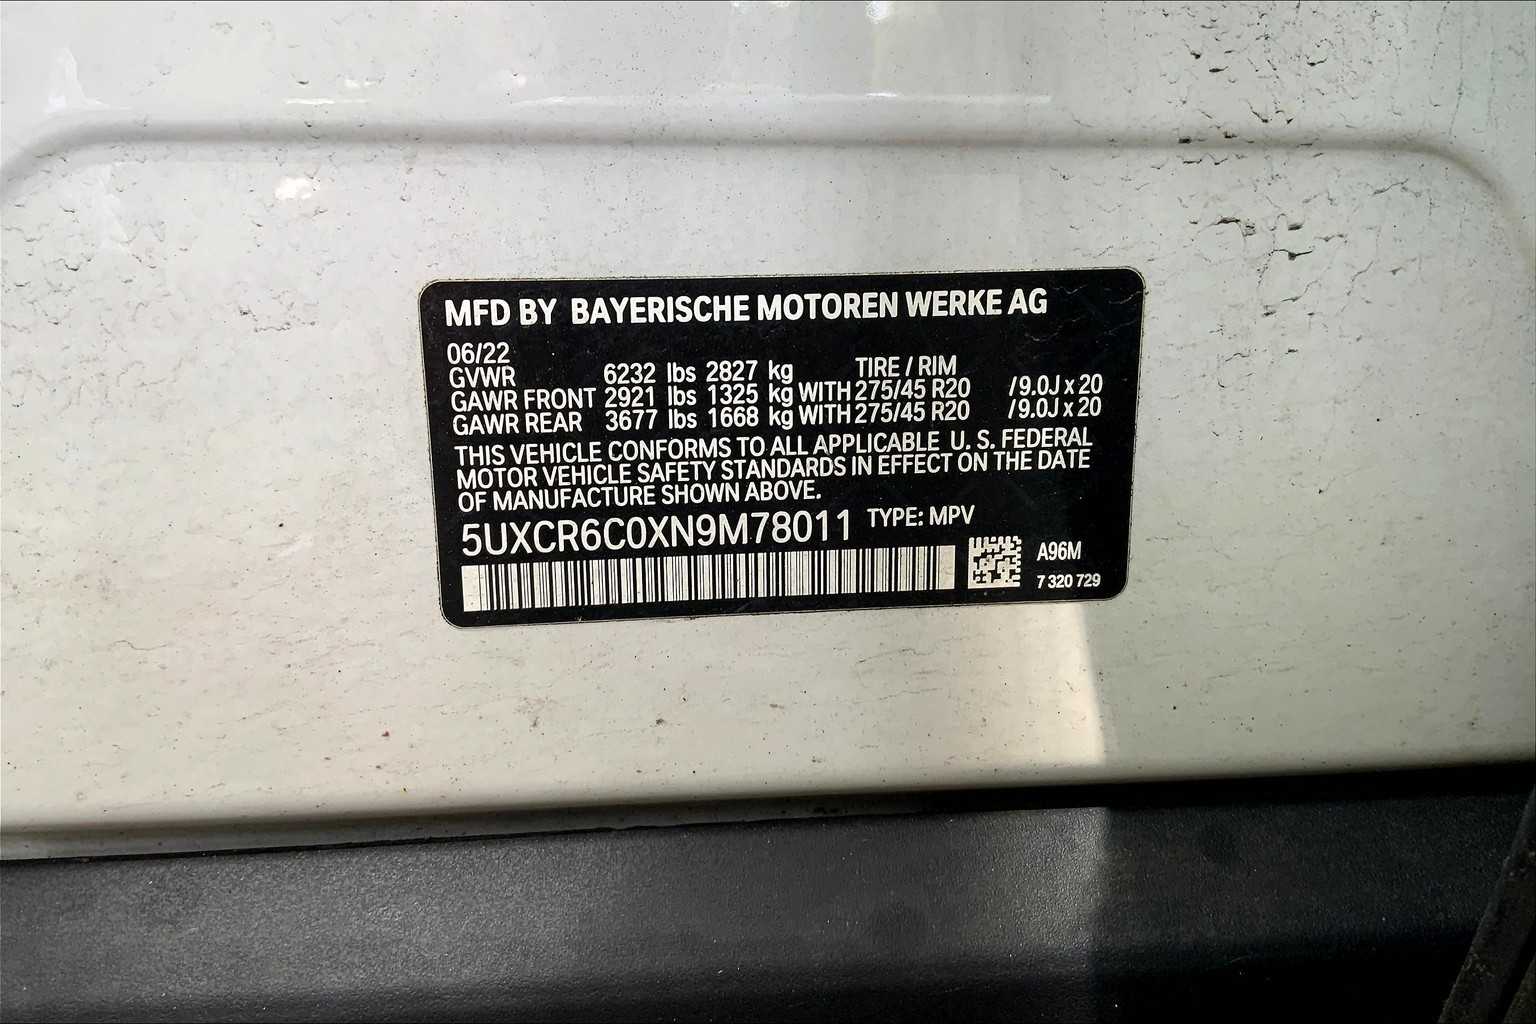 MFD BY BAYERISCHE MOTOREN WERKE AG
06/22
GVWR 6232 lbs 2827 kg TIRE / RIM
GAWR FRONT 2921 lbs 1325 kg WITH 275/45 R20 / 9.0J x 20
GAWR REAR 3677 lbs 1668 kg WITH 275/45 R20 / 9.0J x 20
THIS VEHICLE CONFORMS TO ALL APPLICABLE U. S. FEDERAL
MOTOR VEHICLE SAFETY STANDARDS IN EFFECT ON THE DATE
OF MANUFACTURE SHOWN ABOVE.
5UXCR6C0XN9M78011 TYPE: MPV
A96M
7 320 729